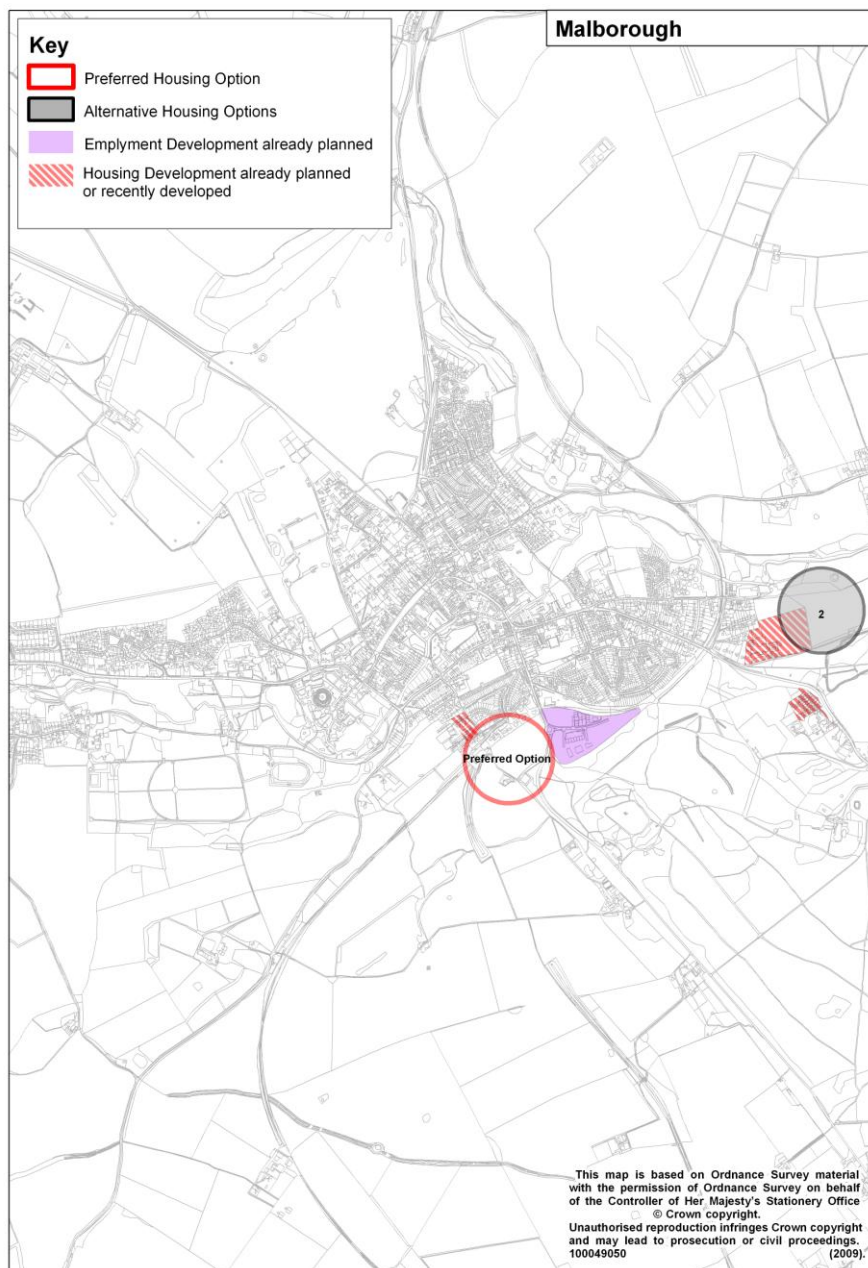 Malborough
Key
Preferred Housing Option
Alternative Housing Options
Emplyment Development already planned
Housing Development already planned
or recently developed
2
Preferred Option
This map is based on Ordnance Survey material
with the permission of Ordnance Survey on behalf
of the Controller of Her Majesty's Stationery Office
© Crown copyright.
Unauthorised reproduction infringes Crown copyright
and may lead to prosecution or civil proceedings.
100049050 (2009).